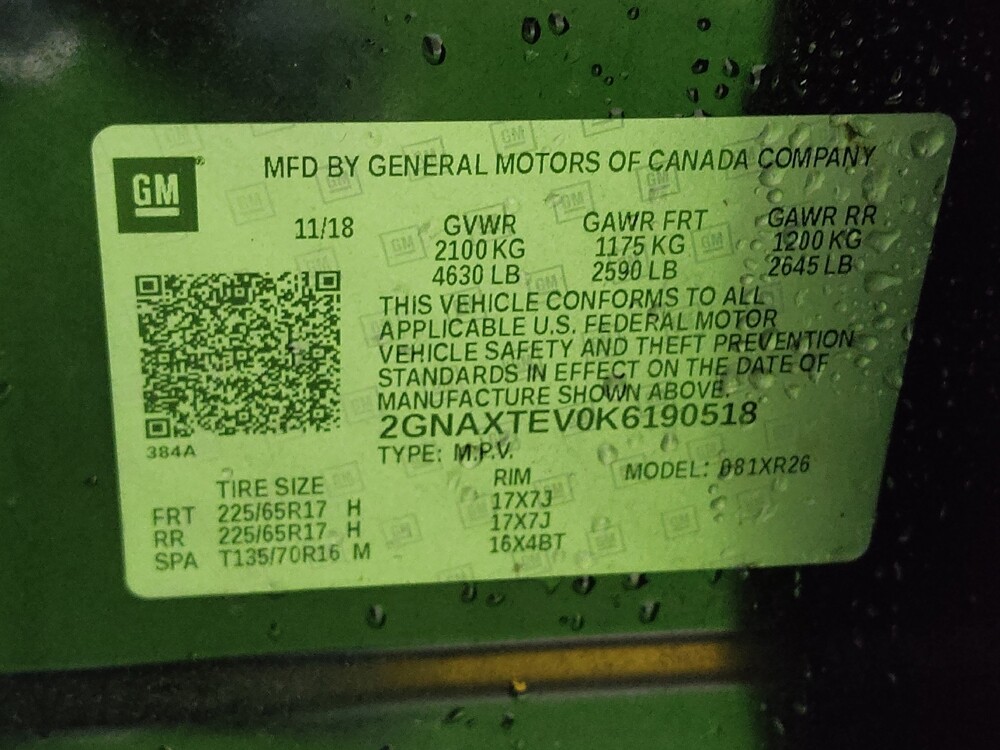 GM
MFD BY GENERAL MOTORS OF CANADA COMPANY
11/18 GVWR GAWR FRT GAWR RR
2100 KG 1175 KG 1200 KG
4630 LB 2590 LB 2645 LB
THIS VEHICLE CONFORMS TO ALL
APPLICABLE U.S. FEDERAL MOTOR
VEHICLE SAFETY AND THEFT PREVENTION
STANDARDS IN EFFECT ON THE DATE OF
MANUFACTURE SHOWN ABOVE.
2GNAXTEV0K6190518
384A
TYPE: M.P.V. MODEL: 081XR26
TIRE SIZE RIM
FRT 225/65R17 H 17X7J
RR 225/65R17 H 17X7J
SPA T135/70R16 M 16X4BT